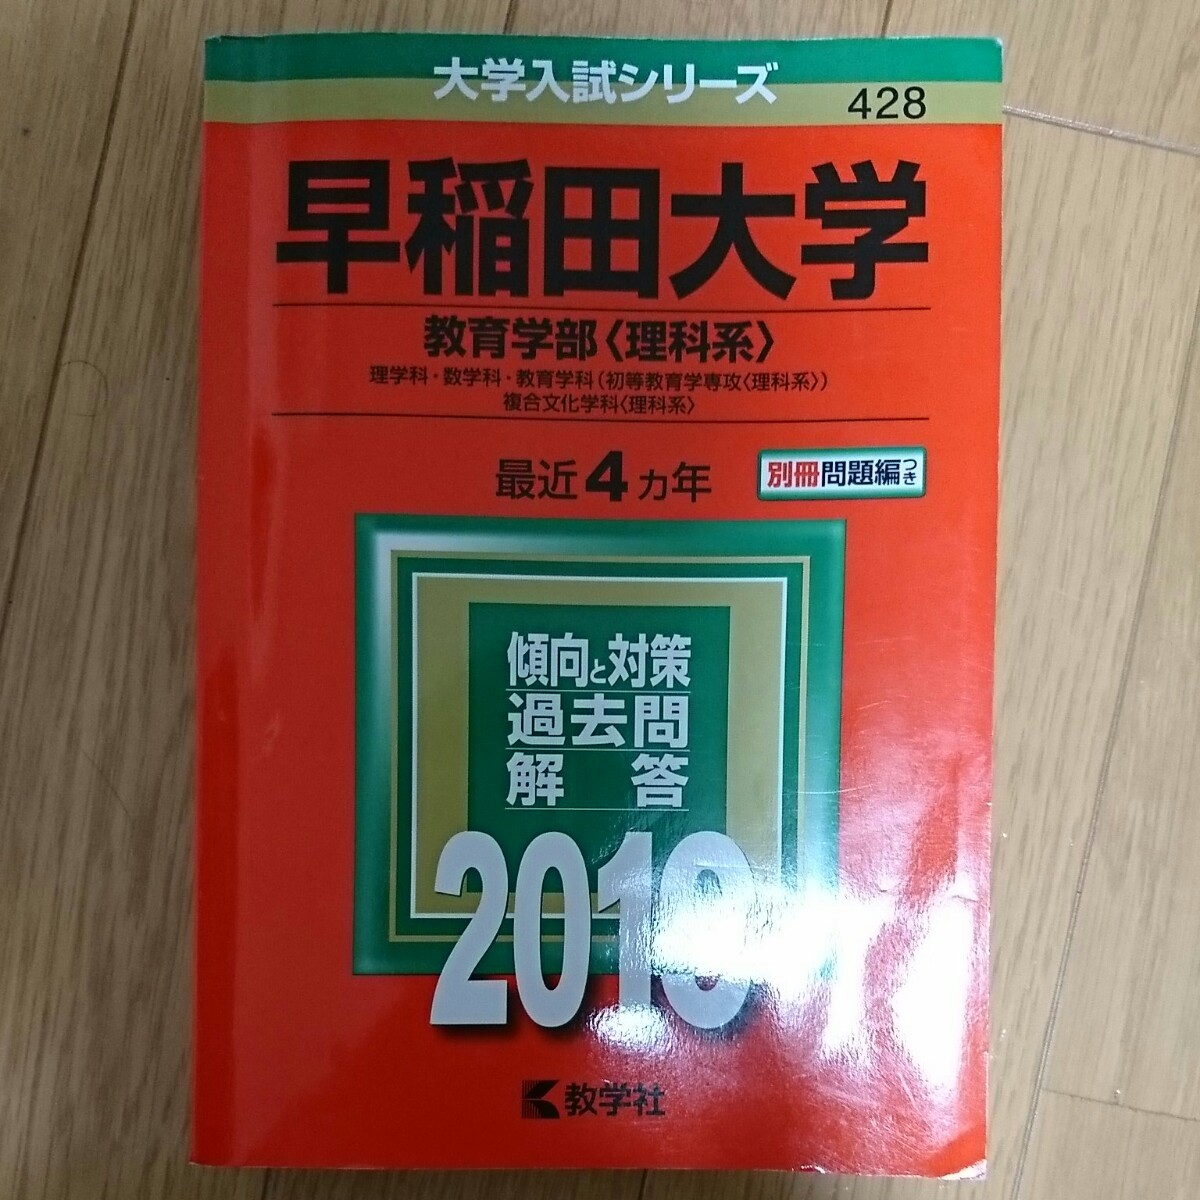 大学入試シリーズ
428
早稲田大学
教育学部〈理科系〉
理学科・数学科・教育学科(初等教育学専攻〈理科系〉)
複合文化学科〈理科系〉
最近4ヵ年
別冊問題編つき
傾向と対策
過去問
解答
教学社